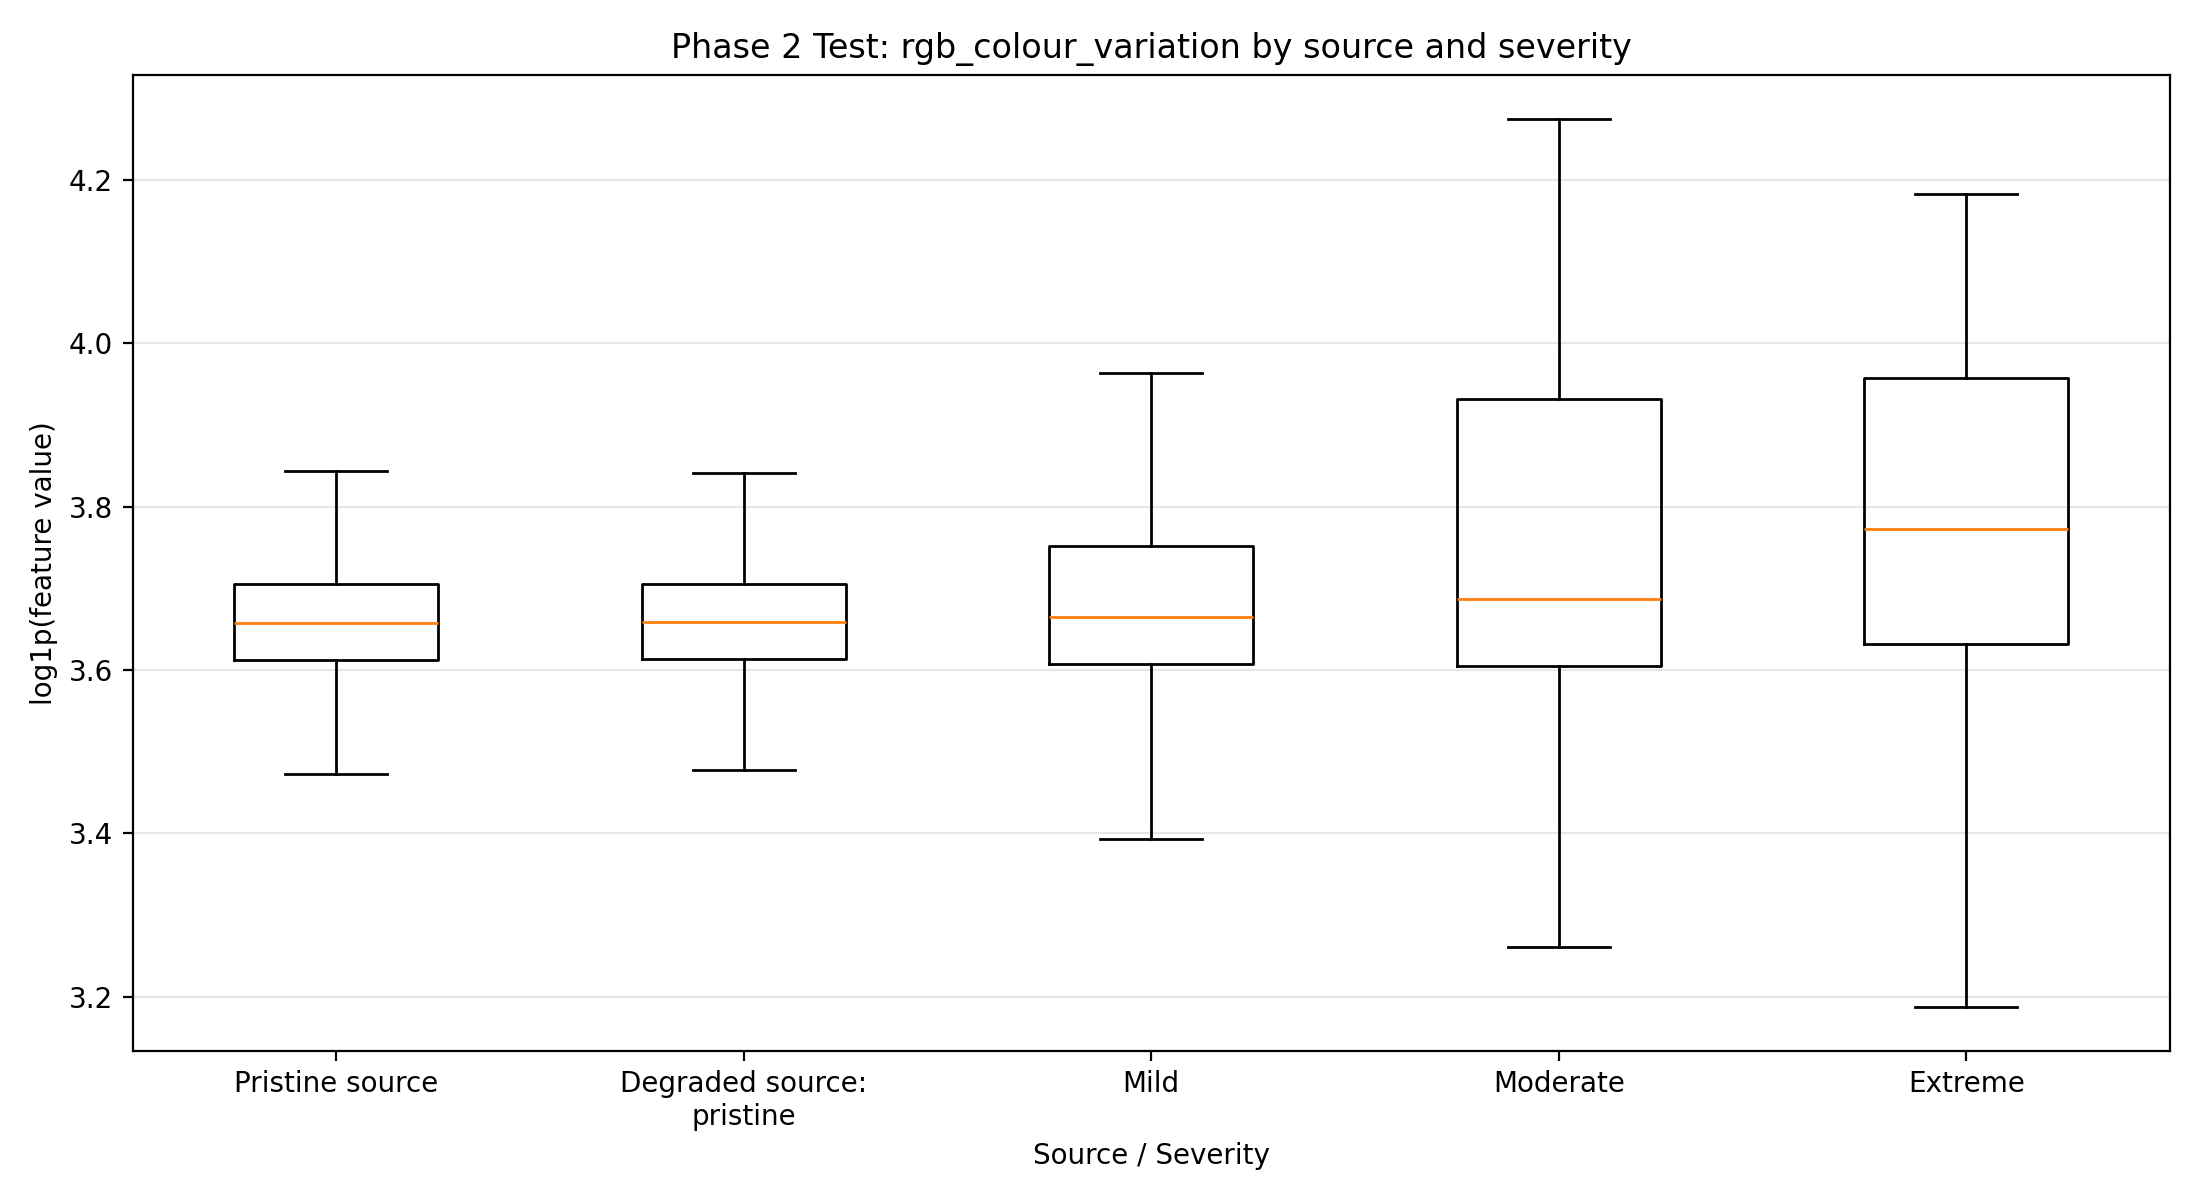 Phase 2 Test: rgb_colour_variation by source and severity
log1p(feature value)
4.2
4.0
3.8
3.6
3.4
3.2
Pristine source
Degraded source:
pristine
Mild
Moderate
Extreme
Source / Severity